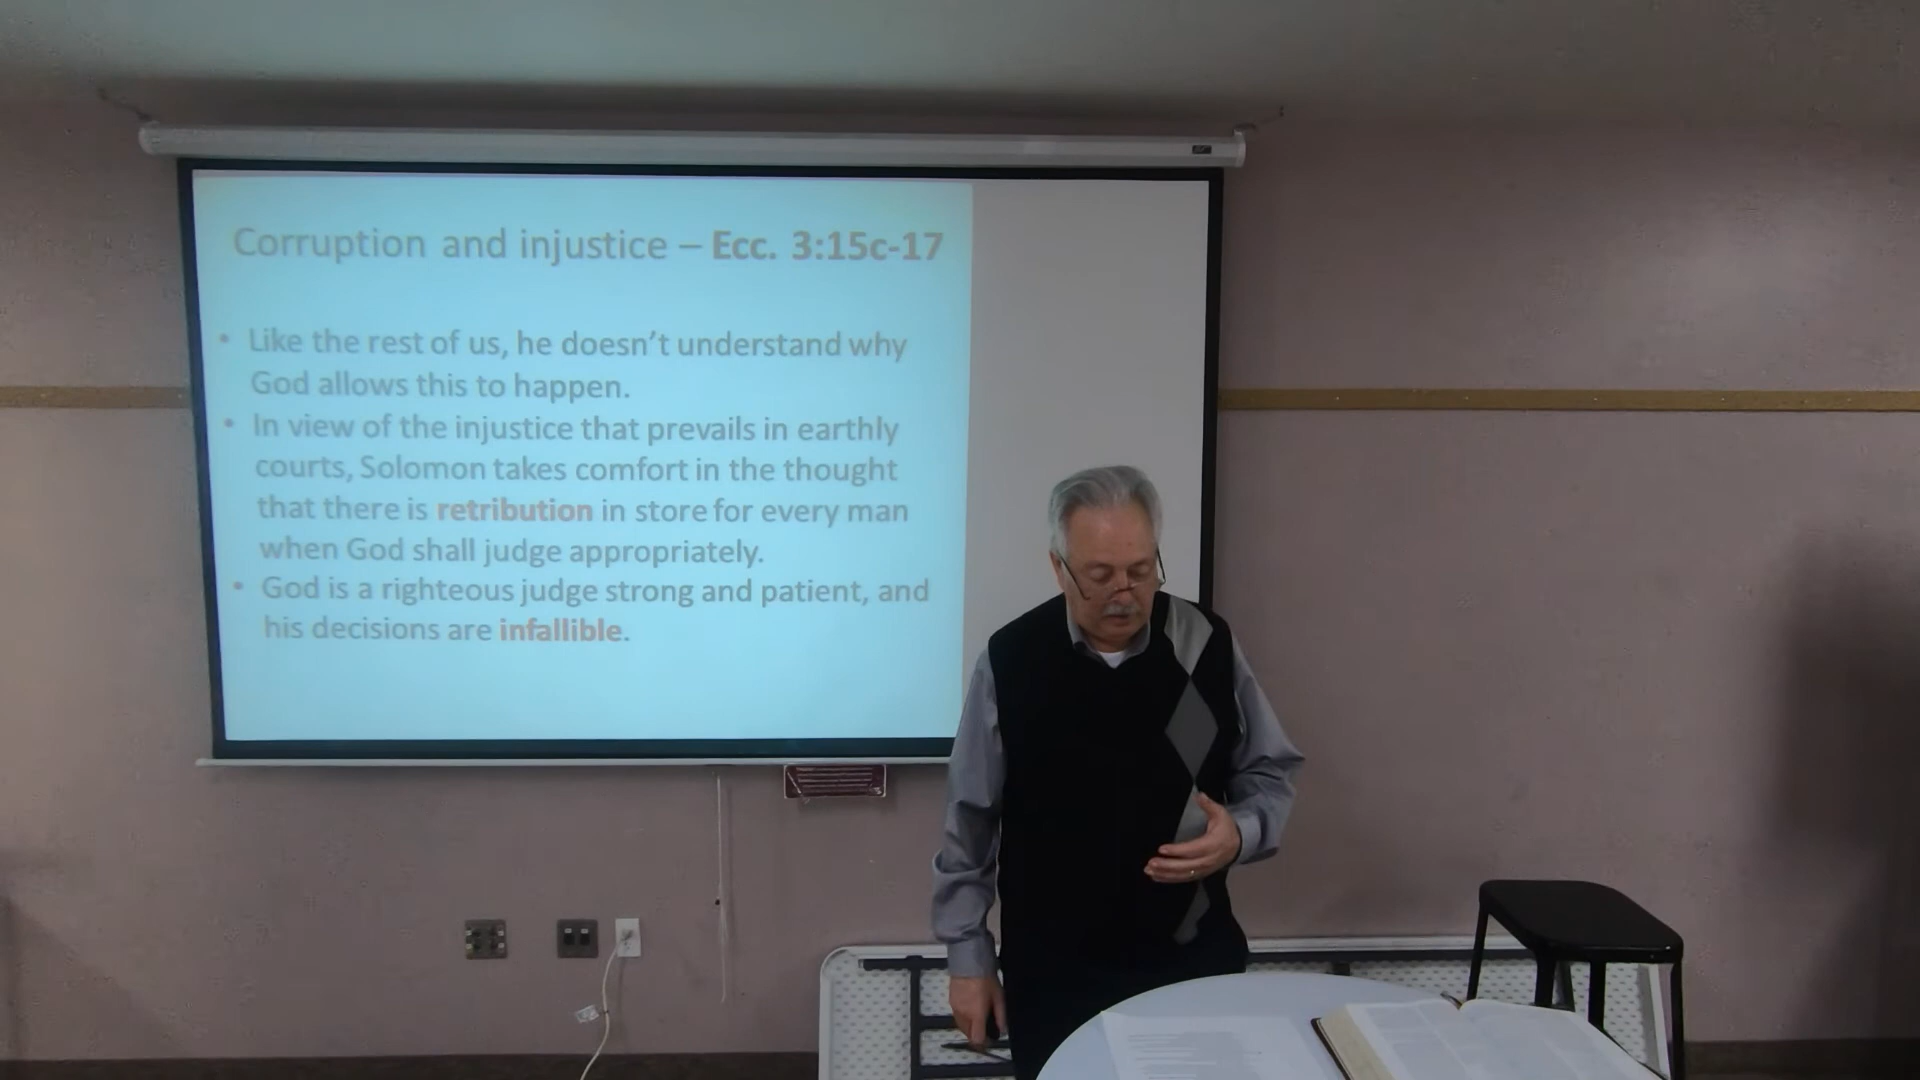 Corruption and injustice – Ecc. 3:15c-17
• Like the rest of us, he doesn't understand why
God allows this to happen.
• In view of the injustice that prevails in earthly
courts, Solomon takes comfort in the thought
that there is retribution in store for every man
when God shall judge appropriately.
• God is a righteous judge strong and patient, and
his decisions are infallible.